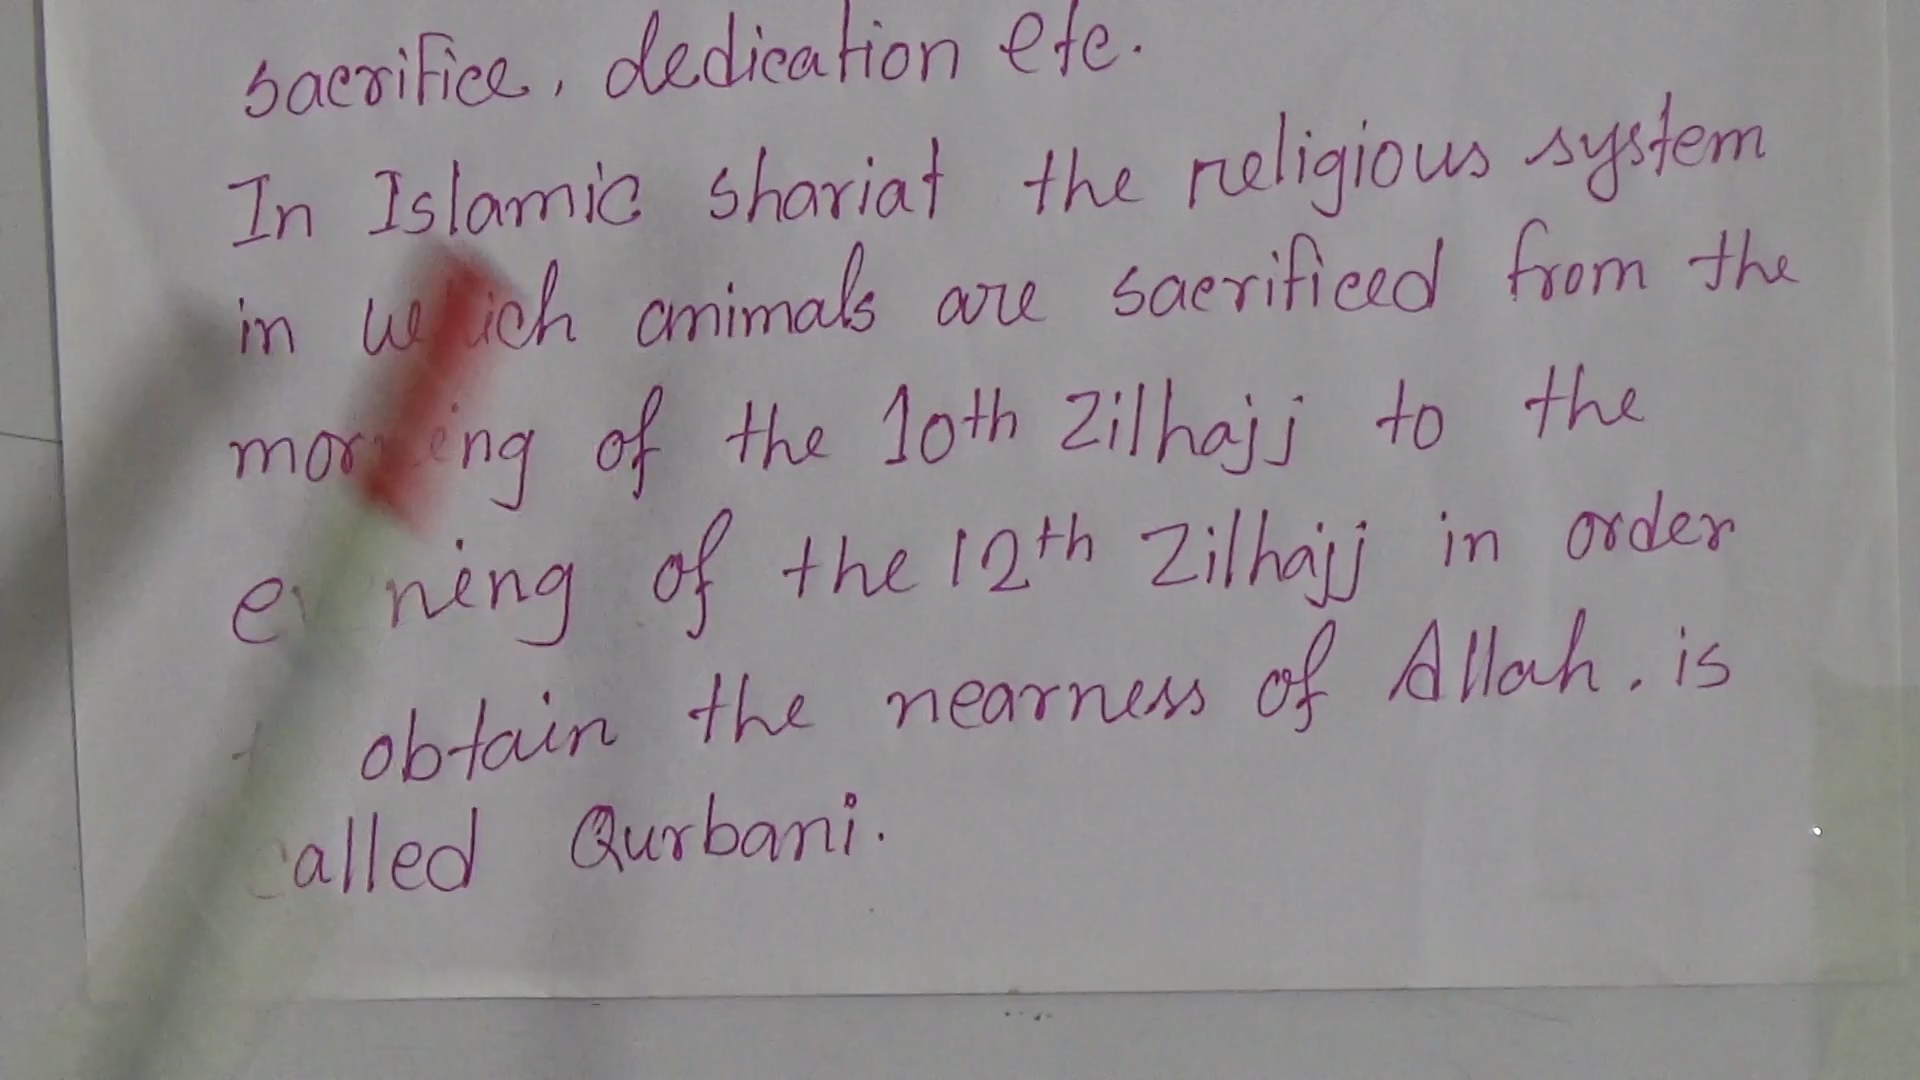 sacrifice, dedication etc.
In Islamic shariat the religious system
in which animals are sacrificed from the
morning of the 10th Zilhajj to the
evening of the 12th Zilhajj in order
obtain the nearness of Allah. is
called Qurbani.